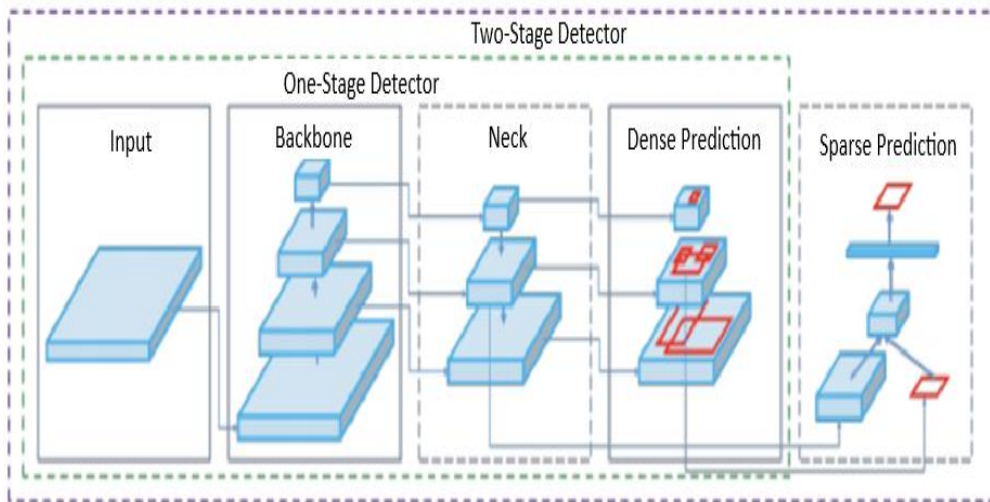 Two-Stage Detector
One-Stage Detector
Input
Backbone
Neck
Dense Prediction
Sparse Prediction